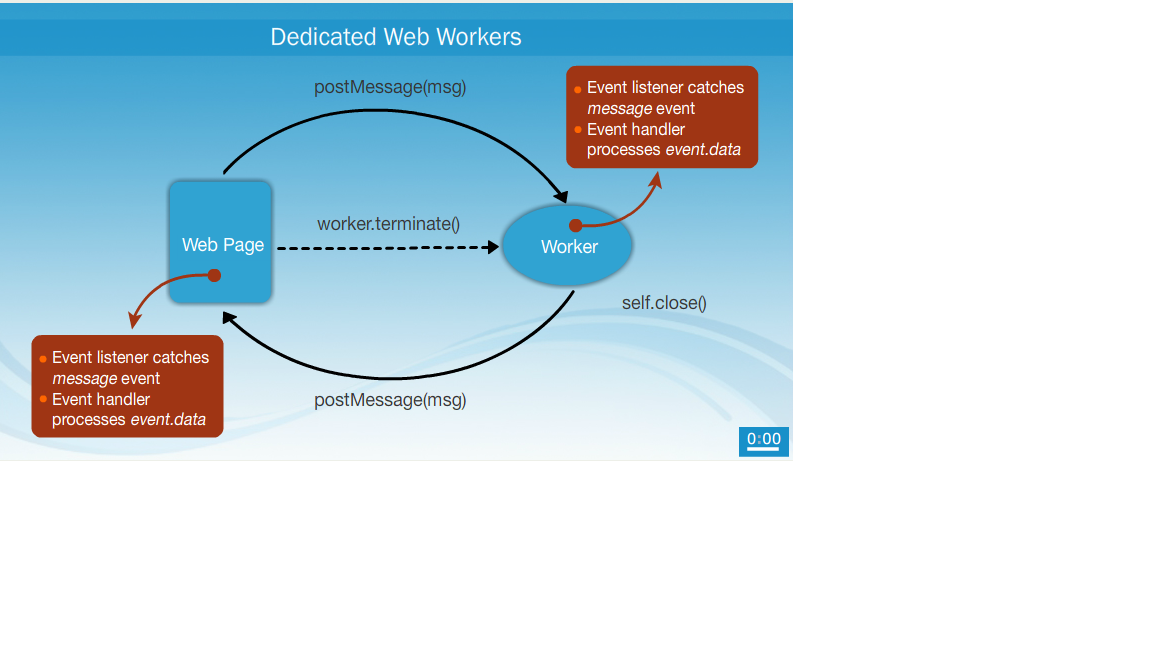 Dedicated Web Workers
postMessage(msg)
Event listener catches
message event
Event handler
processes event.data
worker.terminate()
Web Page
Worker
self.close()
Event listener catches
message event
Event handler
processes event.data
postMessage(msg)
0:00